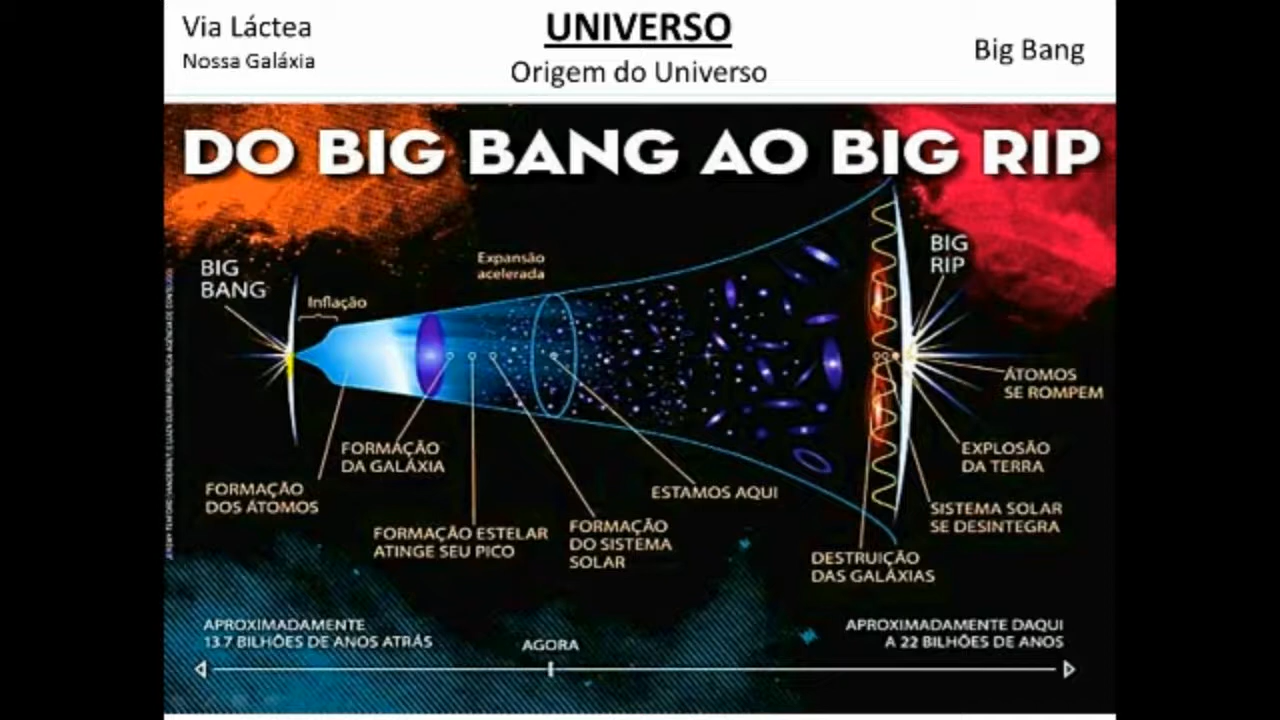 Via Láctea
Nossa Galáxia
UNIVERSO
Origem do Universo
Big Bang
DO BIG BANG AO BIG RIP
BIG
BANG
Inflação
Expansão
acelerada
BIG
RIP
ÁTOMOS
SE ROMPEM
FORMAÇÃO
DA GALÁXIA
EXPLOSÃO
DA TERRA
FORMAÇÃO
DOS ÁTOMOS
ESTAMOS AQUI
SISTEMA SOLAR
SE DESINTEGRA
FORMAÇÃO ESTELAR
ATINGE SEU PICO
FORMAÇÃO
DO SISTEMA
SOLAR
DESTRUIÇÃO
DAS GALÁXIAS
APROXIMADAMENTE
13.7 BILHÕES DE ANOS ATRÁS
AGORA
APROXIMADAMENTE DAQUI
A 22 BILHÕES DE ANOS